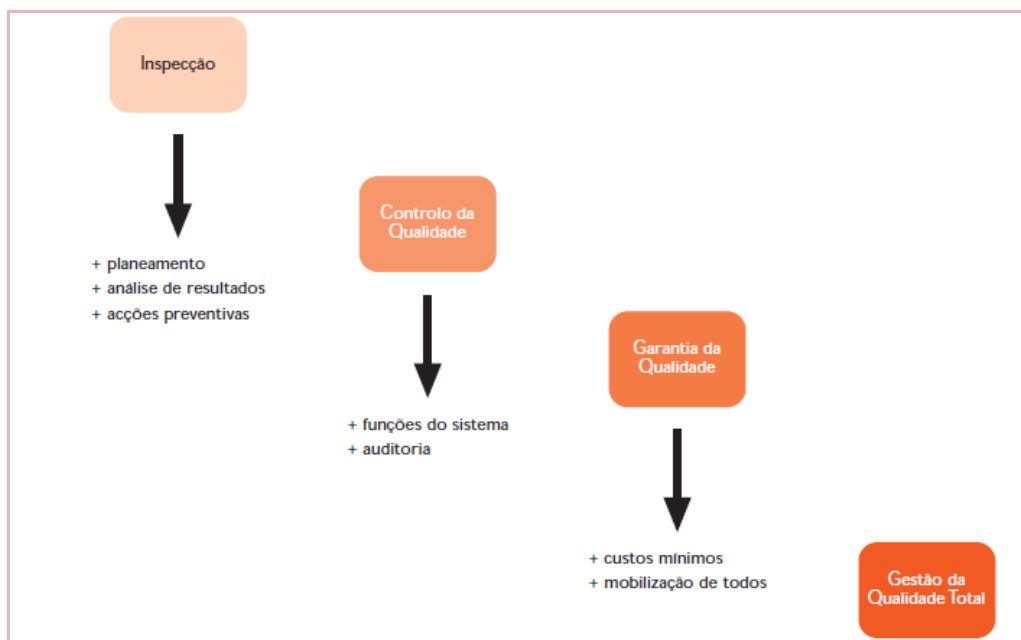 Inspecção
Controlo da
Qualidade
+ planeamento
+ análise de resultados
+ acções preventivas
Garantia da
Qualidade
+ funções do sistema
+ auditoria
+ custos mínimos
+ mobilização de todos
Gestão da
Qualidade Total